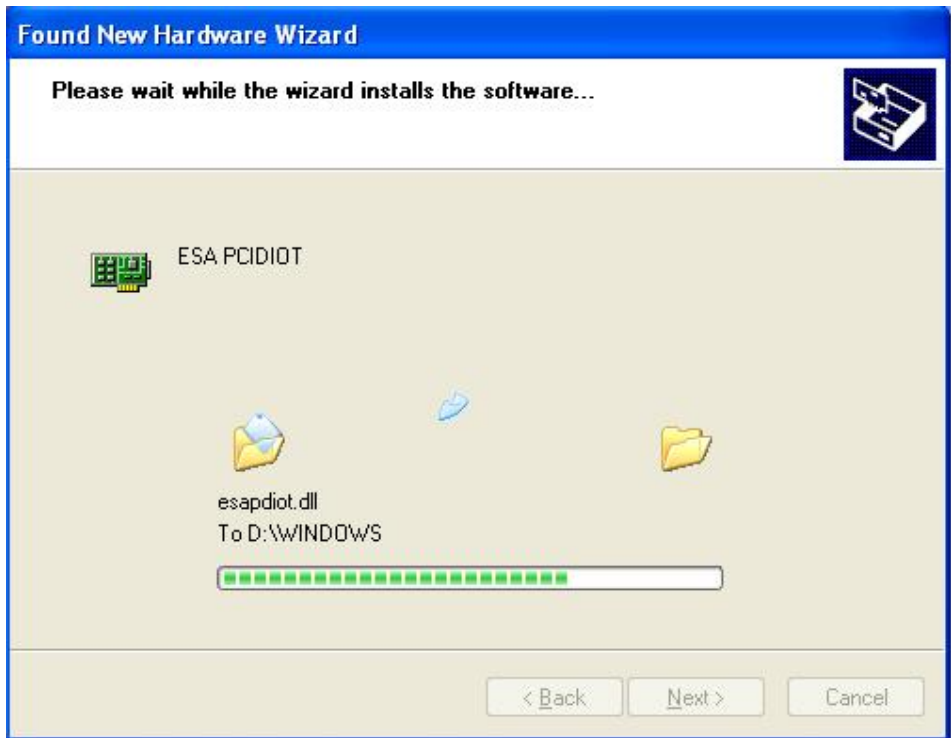 Found New Hardware Wizard
Please wait while the wizard installs the software...
ESA PCIDIOT
esapdiot.dll
To D:\WINDOWS
< Back
Next >
Cancel